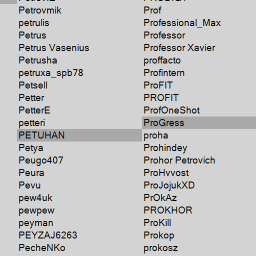 Petrovmik
petrulis
Petrus
Petrus Vasenius
Petrusha
petruxa_spb78
Petsell
Petter
PetterE
petteri
PETUHAN
Petya
Peugo407
Peura
Pevu
pew4uk
pewpew
peyman
PEYZAJ6263
PecheNKo
Prof
Professional_Max
Professor
Professor Xavier
proffacto
Profintern
ProFIT
PROFIT
ProfOneShot
ProGress
proha
Prohindey
Prohor Petrovich
ProHvvost
ProJojukXD
PrOkAz
PROKHOR
ProKill
Prokop
prokosz